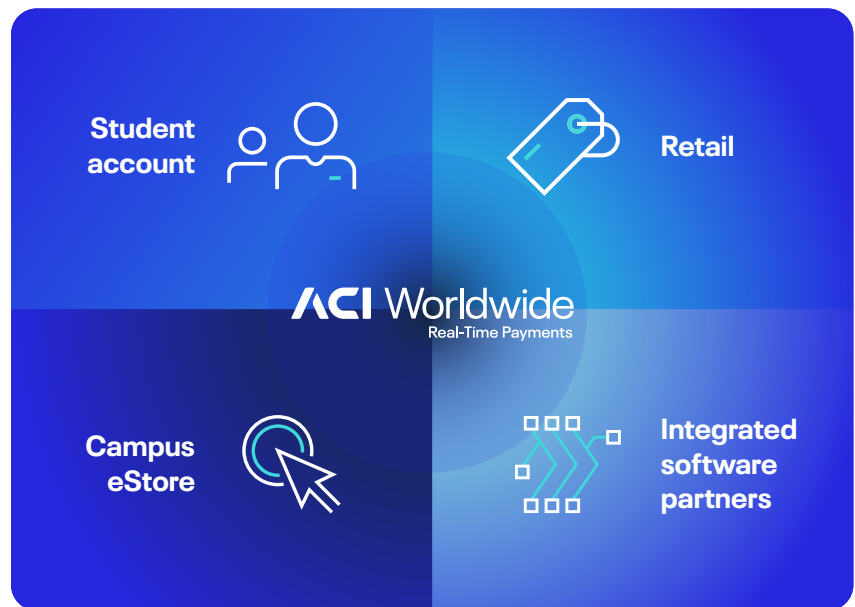 Student
account
Retail
ACI Worldwide
Real-Time Payments
Campus
eStore
Integrated
software
partners